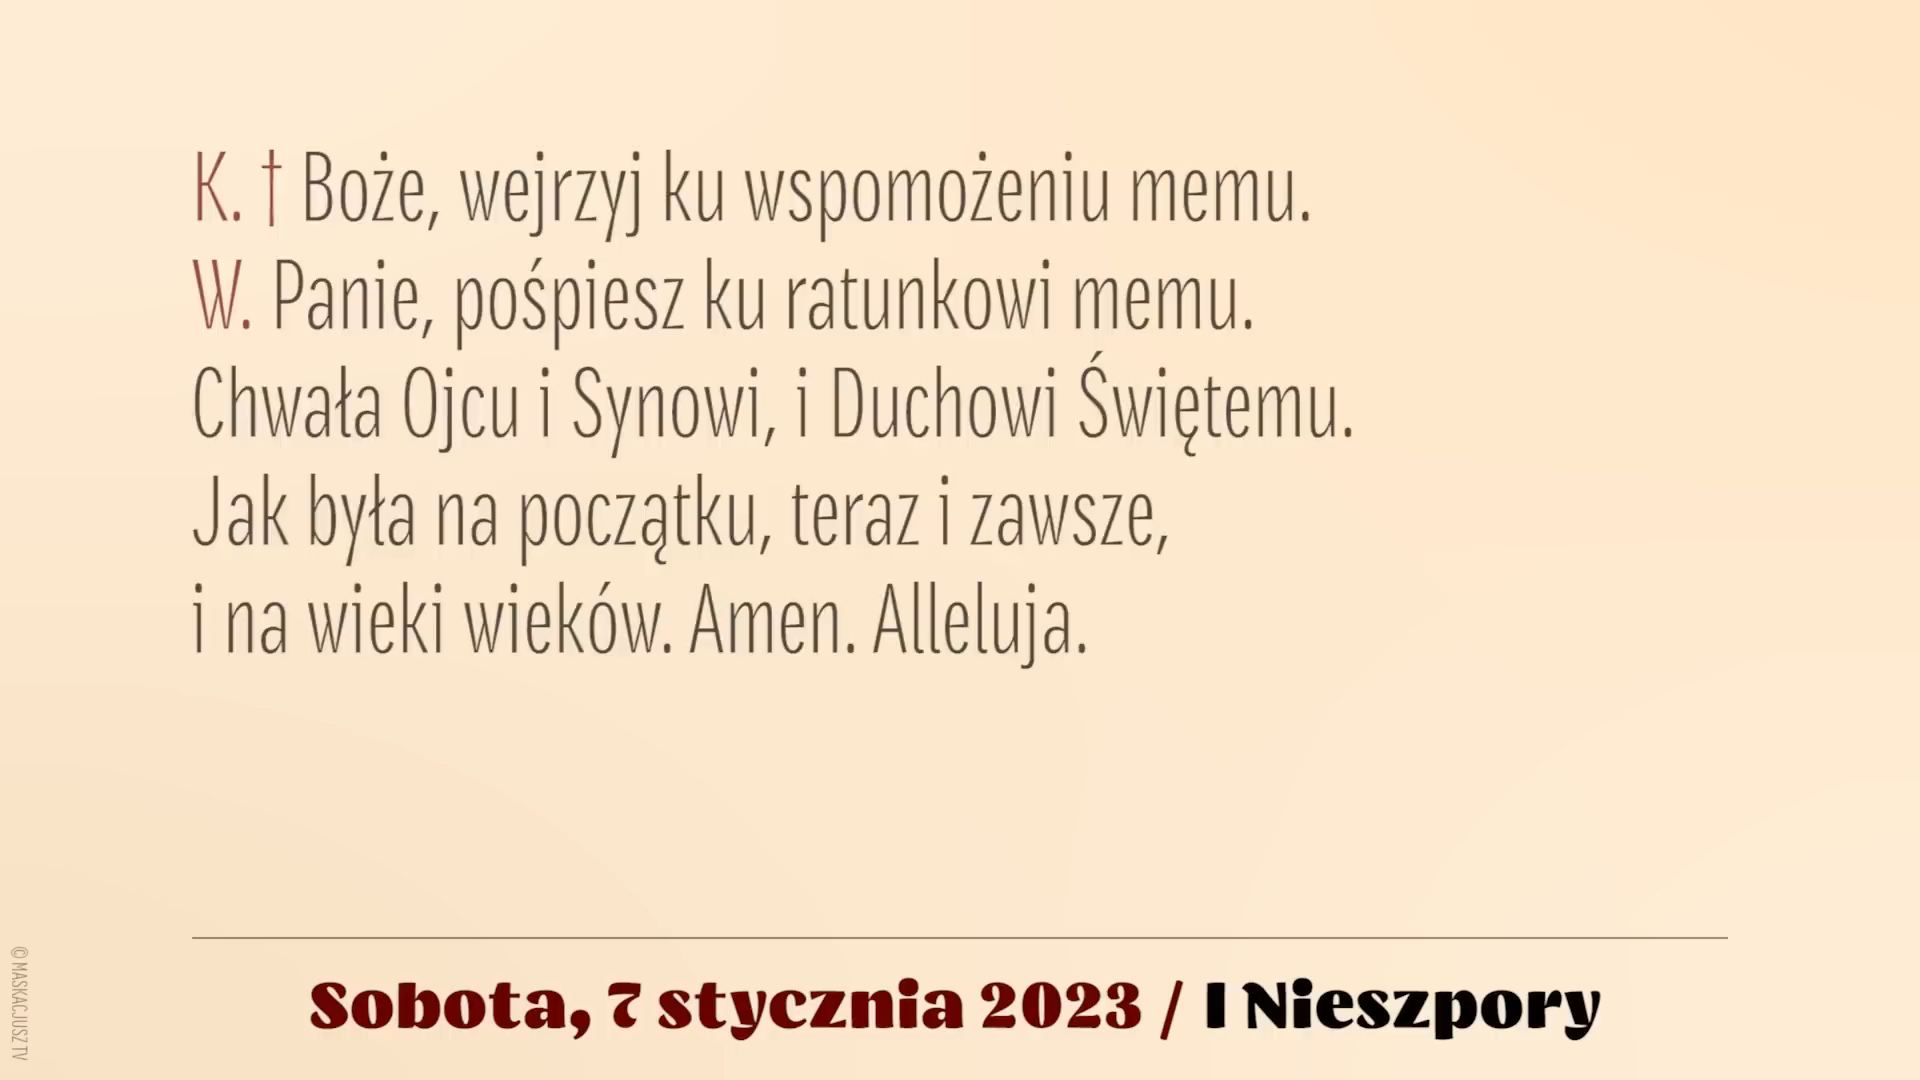 K. † Boże, wejrzyj ku wspomożeniu memu.
W. Panie, pośpiesz ku ratunkowi memu.
Chwała Ojcu i Synowi, i Duchowi Świętemu.
Jak była na początku, teraz i zawsze,
i na wieki wieków. Amen. Alleluja.
Sobota, 7 stycznia 2023 / I Nieszpory
© MASKACJUSZ TV